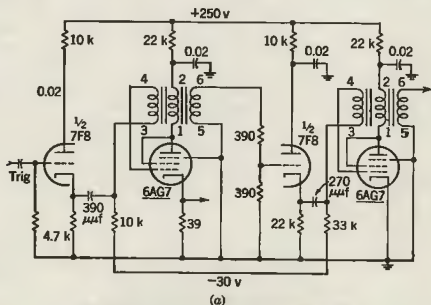 +250 v
10 k
22 k
10 k
22 k
0.02
0.02
0.02
0.02
4 2 6
4 2 6
3 1 5
3 1 5
½
7F8
½
7F8
390
390
Trig
6AG7
6AG7
390
μμf
270
μμf
4.7 k
10 k
39
22 k
33 k
−30 v
(a)